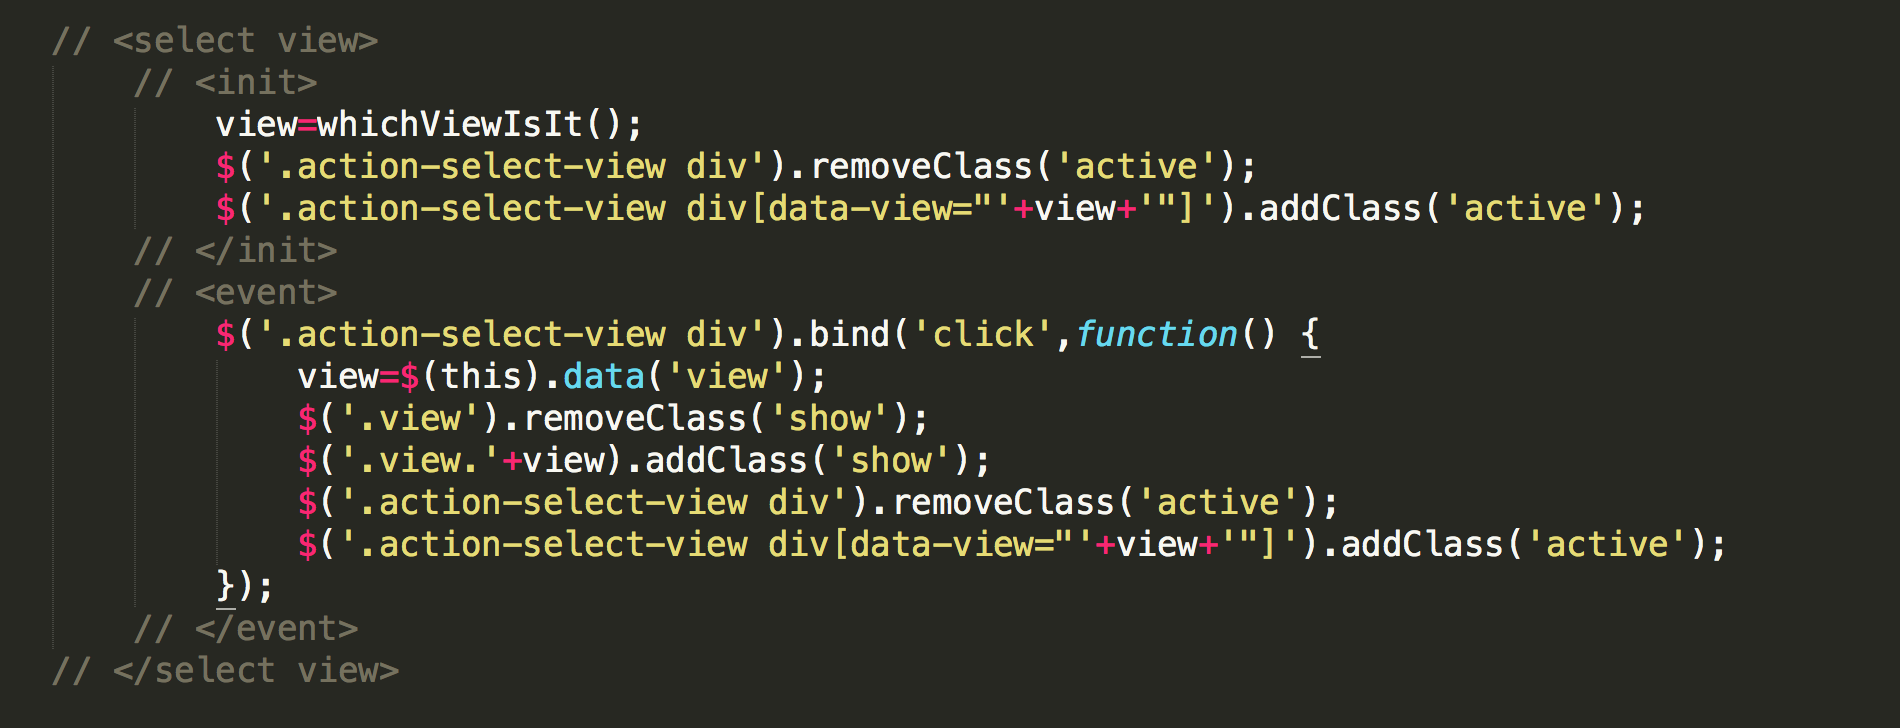 // <select view>
// <init>
view=whichViewIsIt();
$('.action-select-view div').removeClass('active');
$('.action-select-view div[data-view="'+view+'"]').addClass('active');
// </init>
// <event>
$('.action-select-view div').bind('click',function() {
view=$(this).data('view');
$('.view').removeClass('show');
$('.view.'+view).addClass('show');
$('.action-select-view div').removeClass('active');
$('.action-select-view div[data-view="'+view+'"]').addClass('active');
});
// </event>
// </select view>